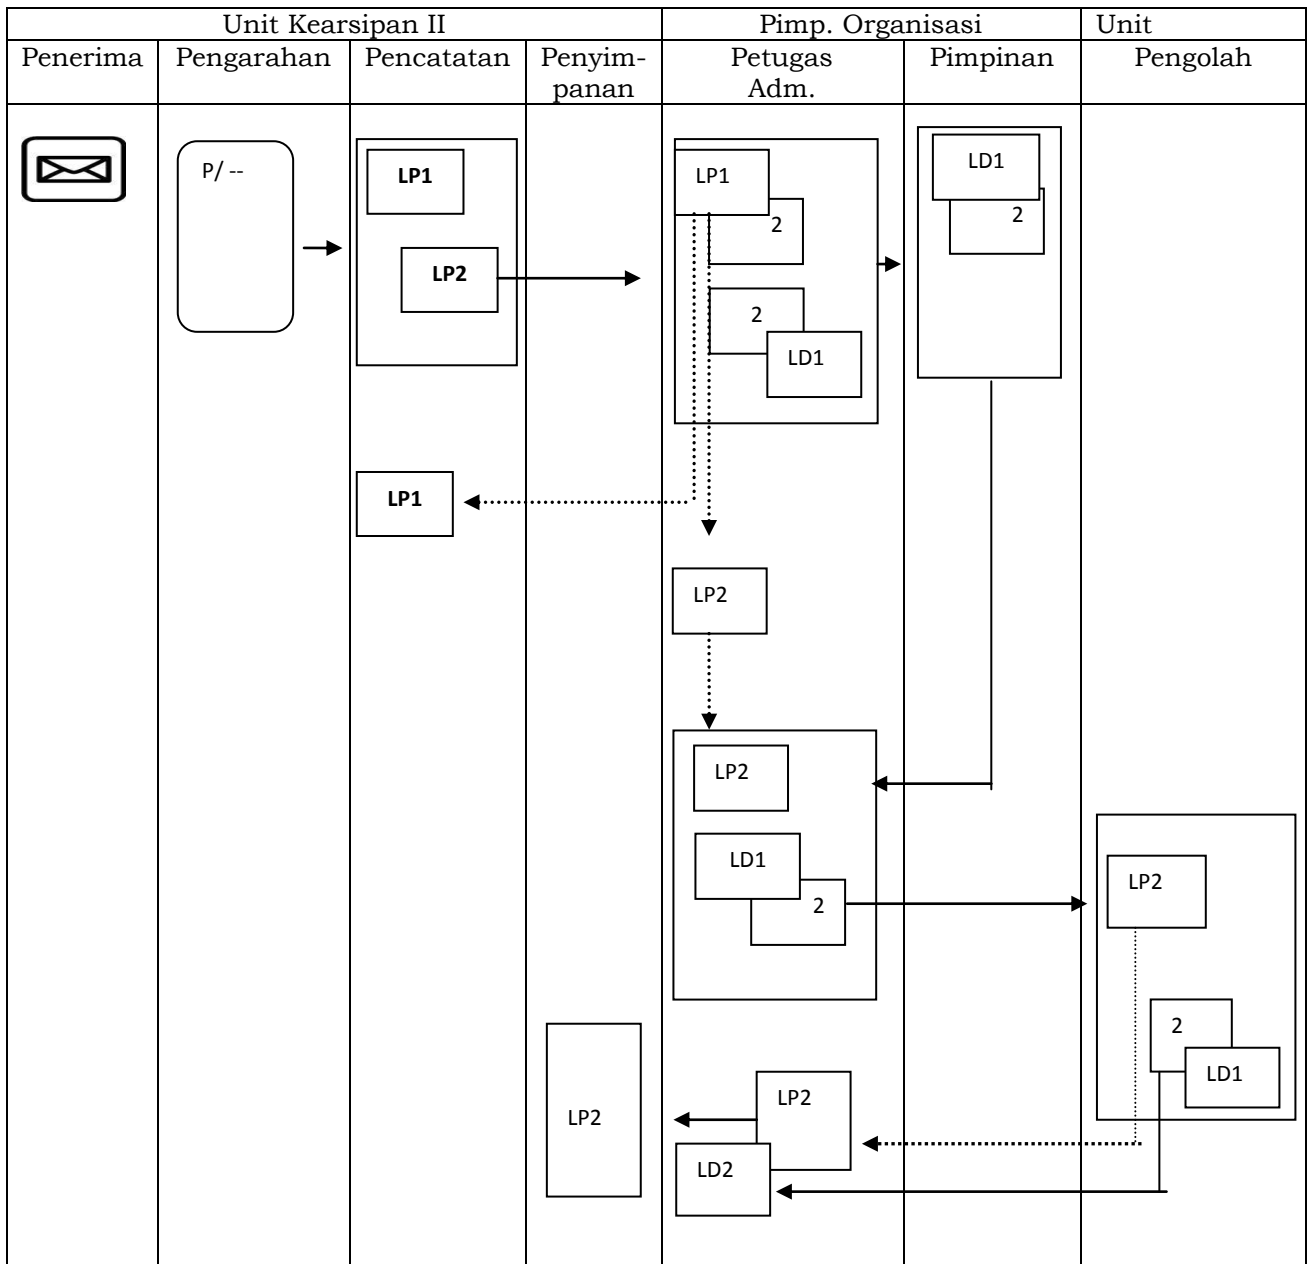 Unit Kearsipan II
Pimp. Organisasi
Unit
Penerima
Pengarahan
Pencatatan
Penyim-
panan
Petugas
Adm.
Pimpinan
Pengolah
P/ --
LP1
LP2
LP1
2
2
LD1
LD1
2
LP1
LP2
LP2
LD1
2
LP2
2
LD1
LP2
LP2
LD2